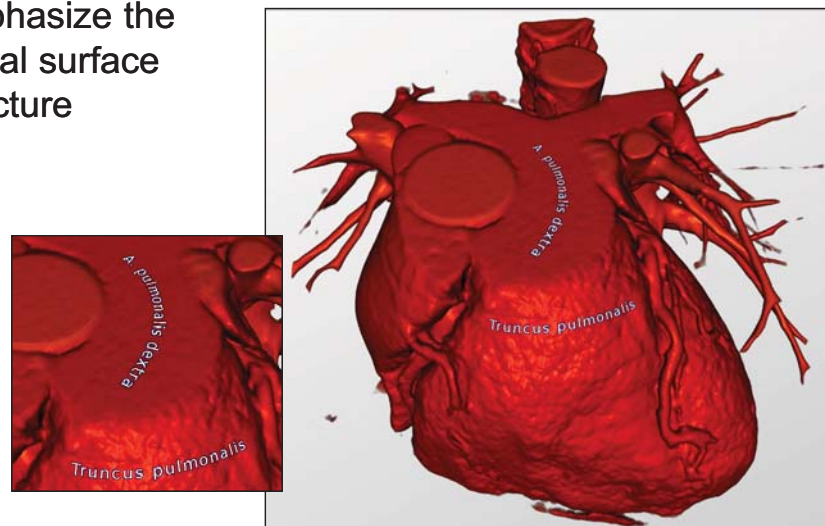 phasize the
al surface
cture
A. pulmonalis dextra
Truncus pulmonalis
A. pulmonalis dextra
Truncus pulmonalis